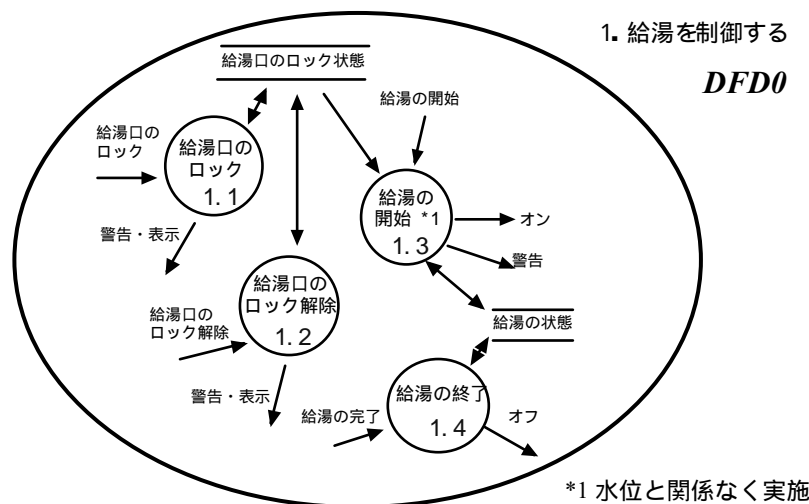 1. 給湯を制御する
DFD0
給湯口のロック状態
給湯の開始
給湯口の
ロック
給湯口の
ロック
1.1
給湯の
開始 *1
1.3
オン
警告
警告・表示
給湯口の
ロック解除
1.2
給湯口の
ロック解除
給湯の状態
警告・表示
給湯の終了
1.4
給湯の完了
オフ
*1 水位と関係なく実施